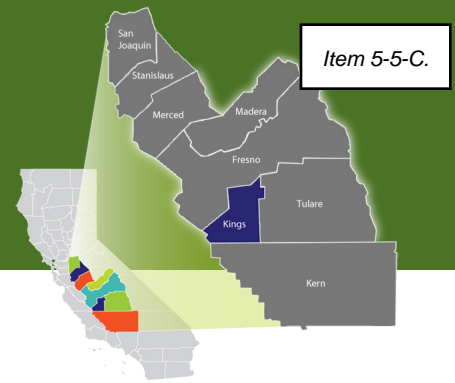 San
Joaquin
Item 5-5-C.
Stanislaus
Merced
Madera
Fresno
Tulare
Kings
Kern